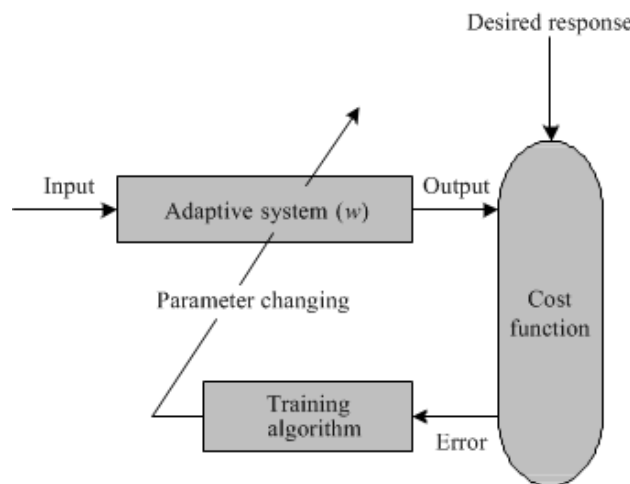 Desired response
Input
Adaptive system (w)
Output
Parameter changing
Cost
function
Training
algorithm
Error